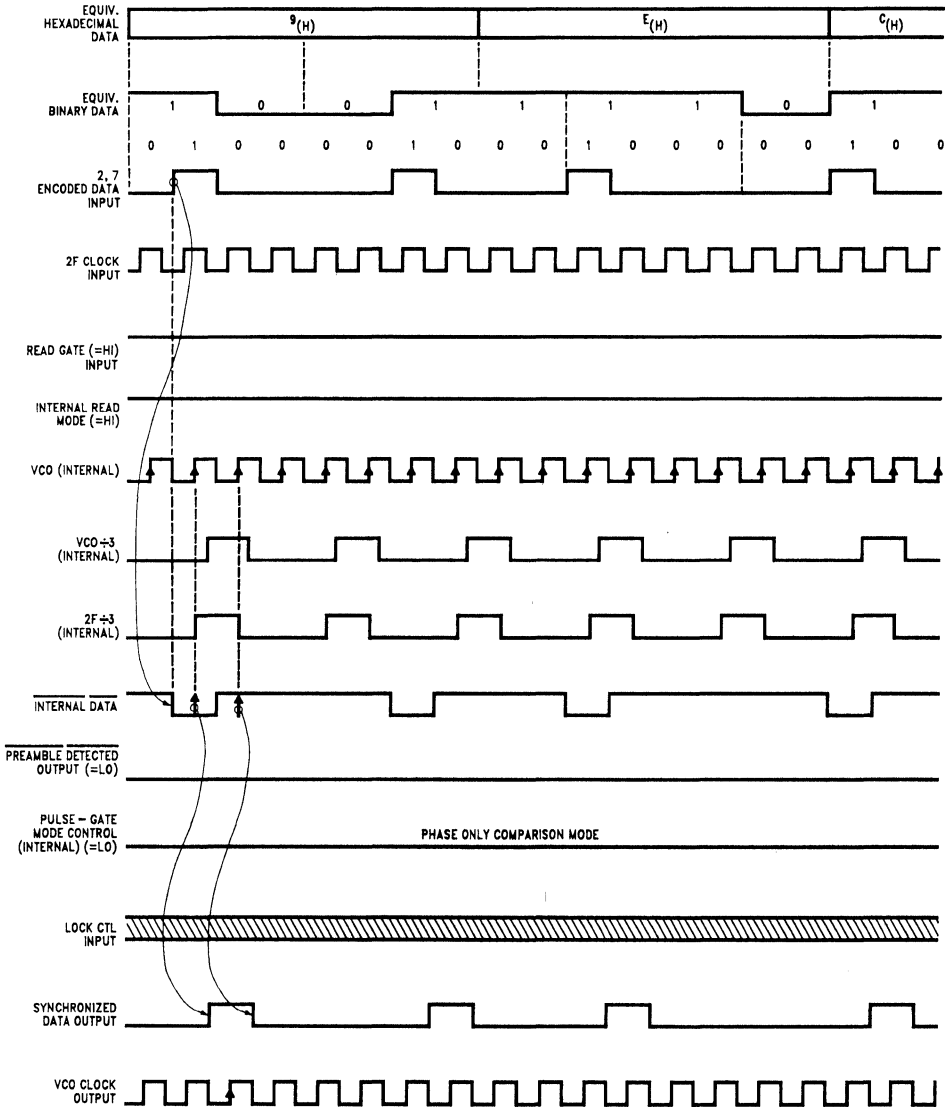 EQUIV.
HEXADECIMAL
DATA
9(H)
E(H)
C(H)
EQUIV.
BINARY DATA
1 0 0 1 1 1 1 0 1
0 1 0 0 0 0 1 0 0 0 1 0 0 0 0 0 1 0 0
2, 7
ENCODED DATA
INPUT
2F CLOCK
INPUT
READ GATE (=HI)
INPUT
INTERNAL READ
MODE (=HI)
VCO (INTERNAL)
VCO÷3
(INTERNAL)
2F÷3
(INTERNAL)
INTERNAL DATA
PREAMBLE DETECTED
OUTPUT (=LO)
PULSE-GATE
MODE CONTROL
(INTERNAL) (=LO)
PHASE ONLY COMPARISON MODE
LOCK CTL
INPUT
SYNCHRONIZED
DATA OUTPUT
VCO CLOCK
OUTPUT